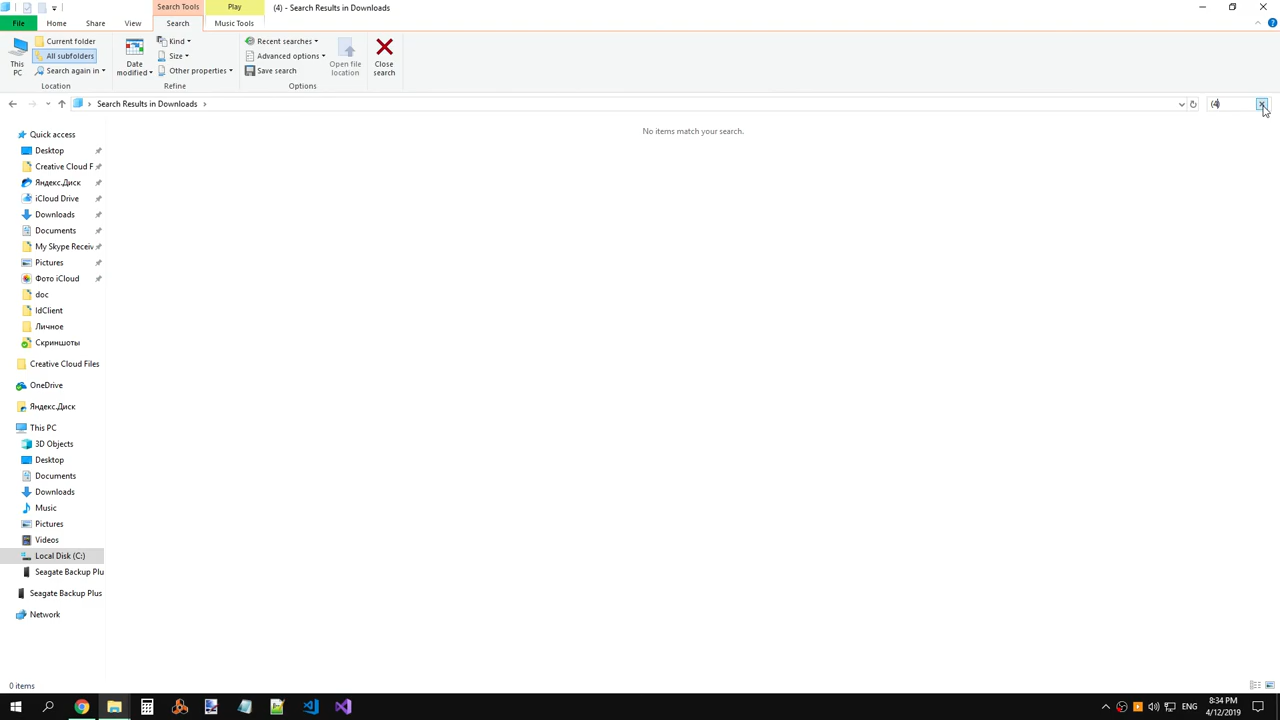 Search Tools
Play
(4) - Search Results in Downloads
File
Home
Share
View
Search
Music Tools
This PC
Current folder
All subfolders
Search again in
Location
Date modified
Kind
Size
Other properties
Refine
Recent searches
Advanced options
Save search
Options
Open file location
Close search
Search Results in Downloads
(4)
No items match your search.
Quick access
Desktop
Creative Cloud F
Яндекс.Диск
iCloud Drive
Downloads
Documents
My Skype Receiv
Pictures
Фото iCloud
doc
IdClient
Личное
Скриншоты
Creative Cloud Files
OneDrive
Яндекс.Диск
This PC
3D Objects
Desktop
Documents
Downloads
Music
Pictures
Videos
Local Disk (C:)
Seagate Backup Plu
Seagate Backup Plus
Network
0 items
ENG
8:34 PM
4/12/2019